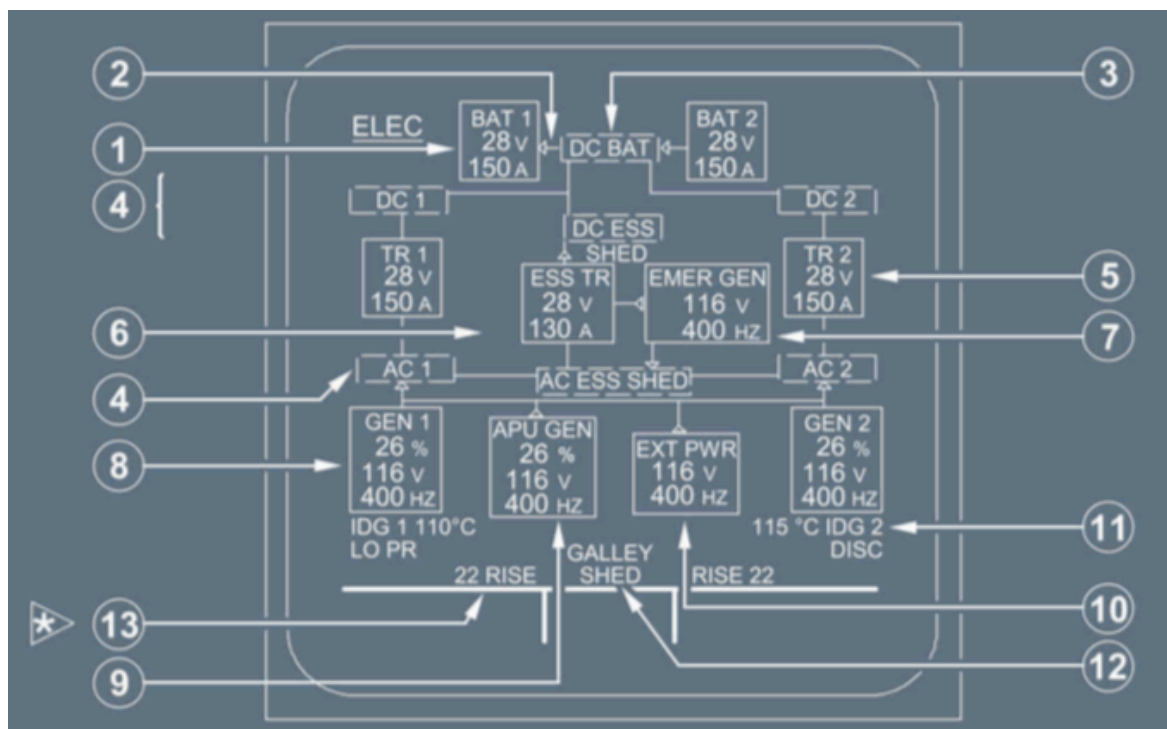 2
3
BAT 1
28 V
150 A
DC BAT
BAT 2
28 V
150 A
ELEC
1
4
DC 1
DC 2
DC ESS
SHED
TR 1
28 V
150 A
ESS TR
28 V
130 A
EMER GEN
116 V
400 HZ
TR 2
28 V
150 A
5
6
7
4
AC 1
AC ESS SHED
AC 2
8
GEN 1
26 %
116 V
400 HZ
APU GEN
26 %
116 V
400 HZ
EXT PWR
116 V
400 HZ
GEN 2
26 %
116 V
400 HZ
IDG 1 110°C
LO PR
115 °C IDG 2
DISC
11
GALLEY
SHED
22 RISE
RISE 22
10
*
13
12
9